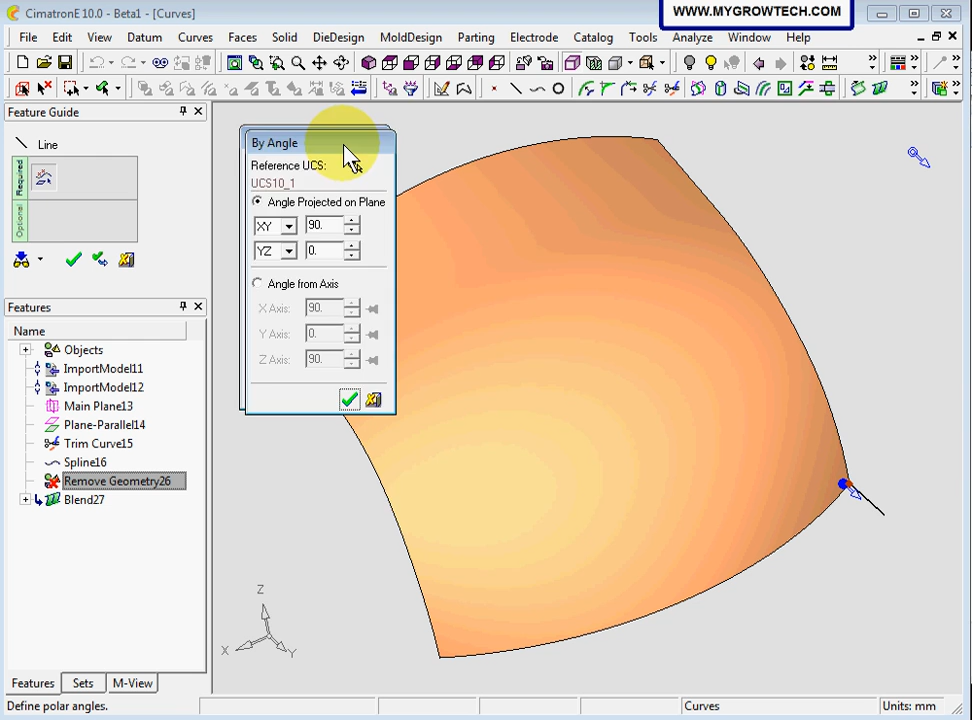 CimatronE 10.0 - Beta1 - [Curves]
WWW.MYGROWTECH.COM
File Edit View Datum Curves Faces Solid DieDesign MoldDesign Parting Electrode Catalog Tools Analyze Window Help
Feature Guide
Line
Required
Optional
By Angle
Reference UCS:
UCS10_1
Angle Projected on Plane
XY 90.
YZ 0.
Angle from Axis
X Axis: 90.
Y Axis: 0.
Z Axis: 90.
Features
Name
Objects
ImportModel11
ImportModel12
Main Plane13
Plane-Parallel14
Trim Curve15
Spline16
Remove Geometry26
Blend27
Z
X
Y
Features Sets M-View
Define polar angles.
Curves
Units: mm